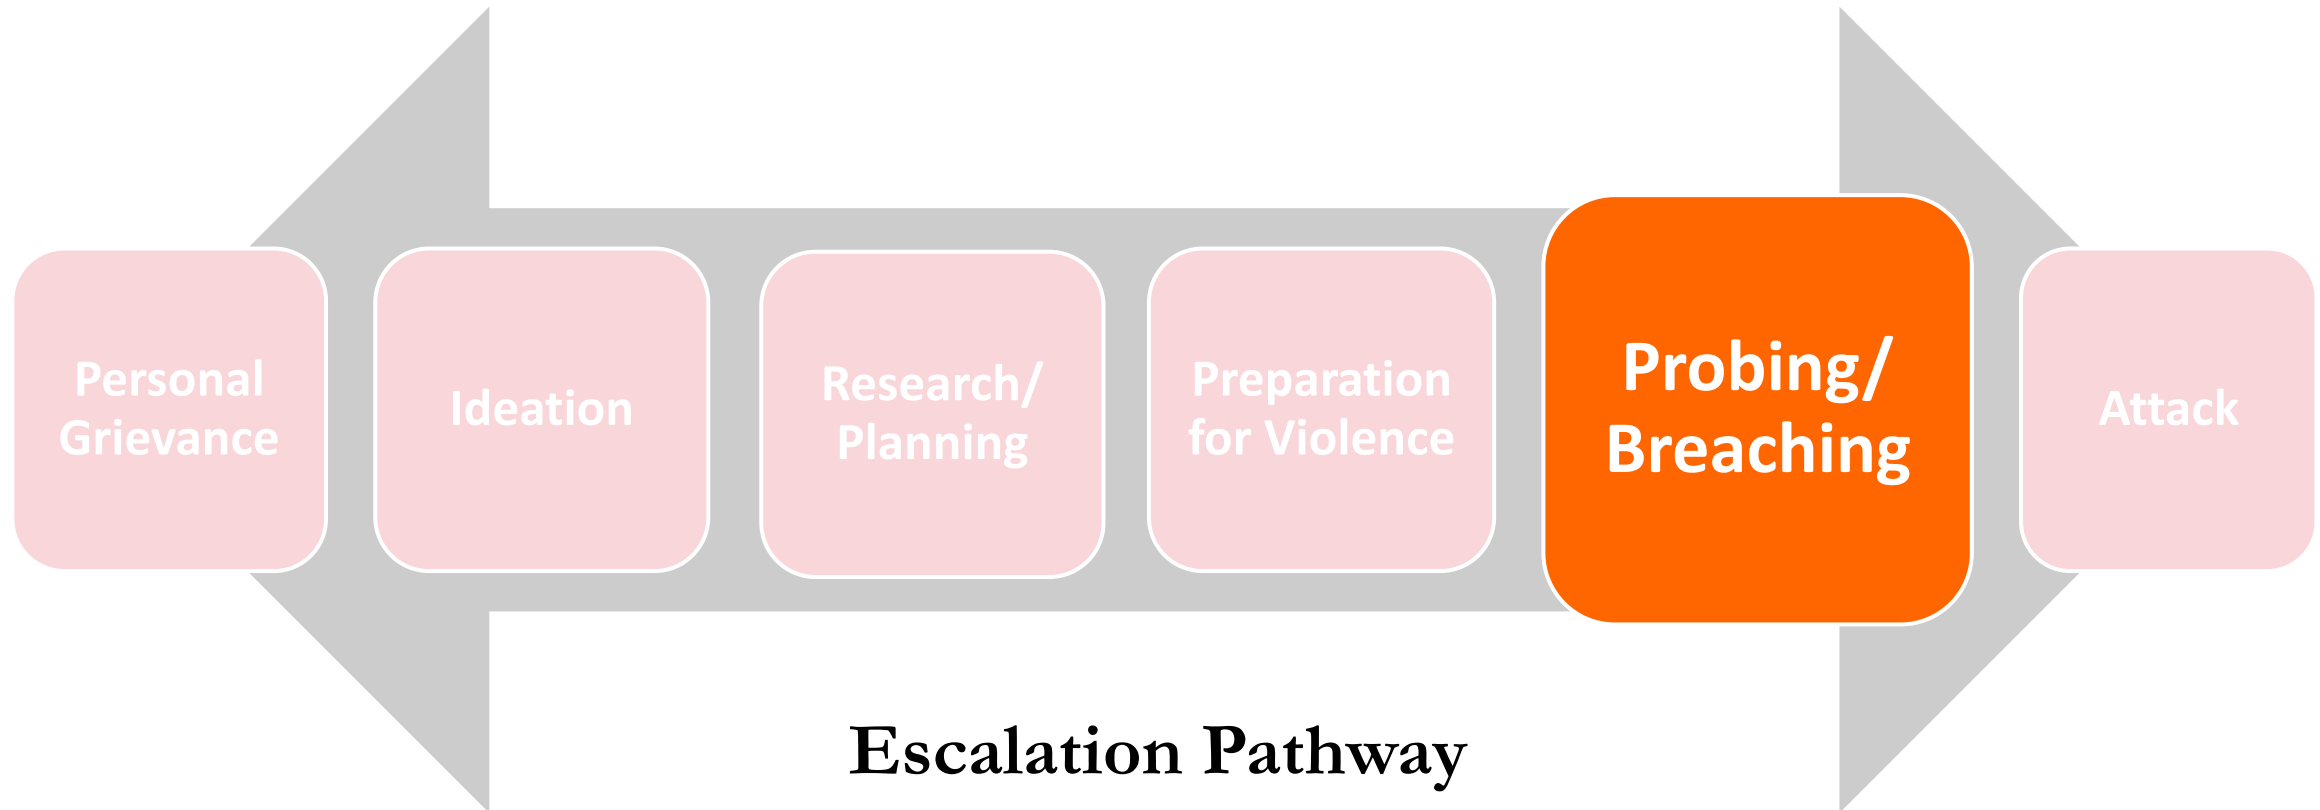 Personal
Grievance
Ideation
Research/
Planning
Preparation
for Violence
Probing/
Breaching
Attack
Escalation Pathway